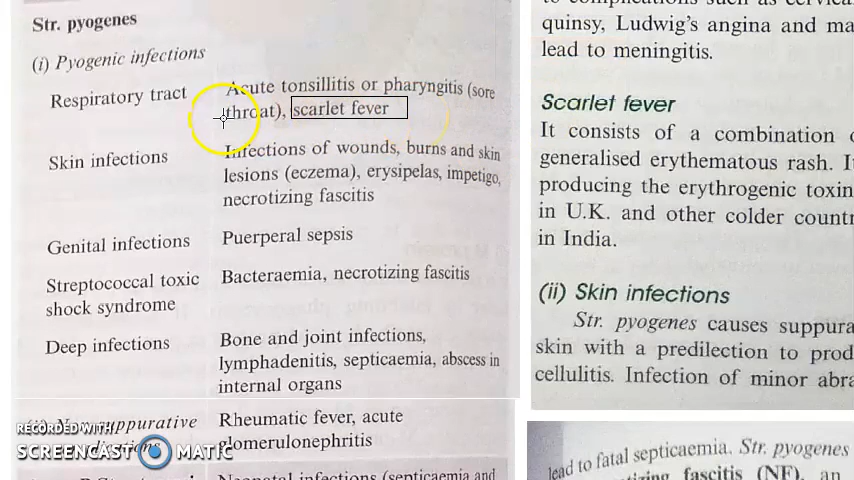 Str. pyogenes
(i) Pyogenic infections
Respiratory tract
Acute tonsillitis or pharyngitis (sore
throat), scarlet fever
Skin infections
Infections of wounds, burns and skin
lesions (eczema), erysipelas, impetigo,
necrotizing fascitis
Genital infections
Puerperal sepsis
Streptococcal toxic
shock syndrome
Bacteraemia, necrotizing fascitis
Deep infections
Bone and joint infections,
lymphadenitis, septicaemia, abscess in
internal organs
suppurative
Rheumatic fever, acute
glomerulonephritis
Neonatal infections (septicaemia and
RECORDED WITH
SCREENCAST MATIC
quinsy, Ludwig's angina and ma
lead to meningitis.
Scarlet fever
It consists of a combination
generalised erythematous rash. I
producing the erythrogenic toxin
in U.K. and other colder countr
in India.
(ii) Skin infections
Str. pyogenes causes suppura
skin with a predilection to prod
cellulitis. Infection of minor abra
lead to fatal septicaemia. Str. pyogenes
fascitis (NF), an